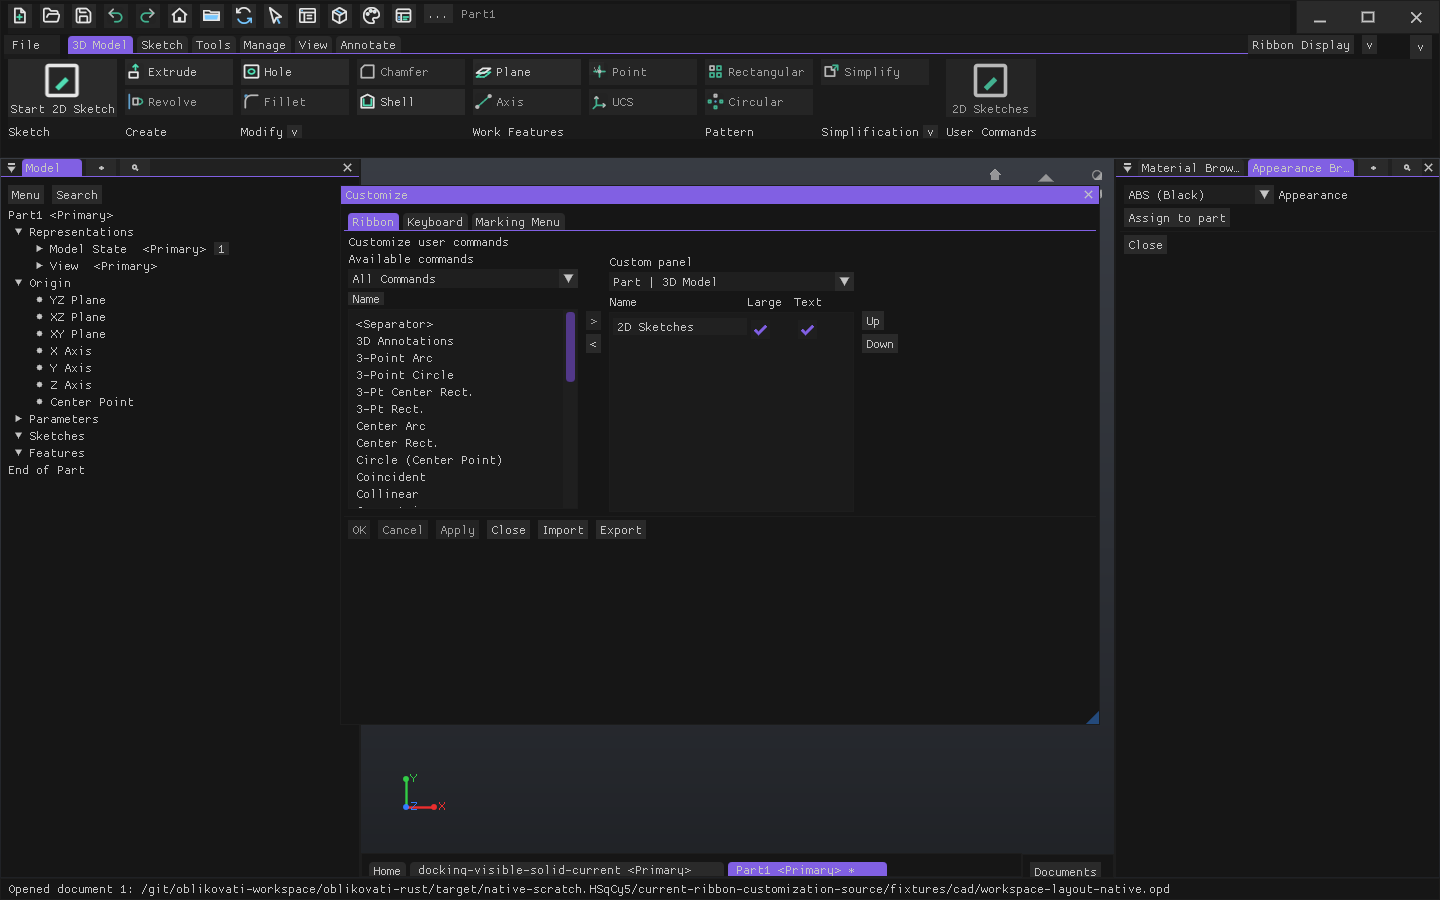 ... Part1
File 3D Model Sketch Tools Manage View Annotate Ribbon Display v v
Start 2D Sketch Extrude Revolve Hole Fillet Chamfer Shell Plane Axis Point UCS Rectangular Circular Simplify 2D Sketches
Sketch Create Modify v Work Features Pattern Simplification v User Commands
Model
Menu Search
Part1 <Primary>
Representations
Model State <Primary> 1
View <Primary>
Origin
YZ Plane
XZ Plane
XY Plane
X Axis
Y Axis
Z Axis
Center Point
Parameters
Sketches
Features
End of Part
Customize
Ribbon Keyboard Marking Menu
Customize user commands
Available commands
All Commands
Name
<Separator>
3D Annotations
3-Point Arc
3-Point Circle
3-Pt Center Rect.
3-Pt Rect.
Center Arc
Center Rect.
Circle (Center Point)
Coincident
Collinear
>
<
Custom panel
Part | 3D Model
Name Large Text
2D Sketches
Up
Down
OK Cancel Apply Close Import Export
Material Brow… Appearance Br…
ABS (Black) Appearance
Assign to part
Close
Y
Z X
Home docking-visible-solid-current <Primary> Part1 <Primary> * Documents
Opened document 1: /git/oblikovati-workspace/oblikovati-rust/target/native-scratch.HSqCy5/current-ribbon-customization-source/fixtures/cad/workspace-layout-native.opd